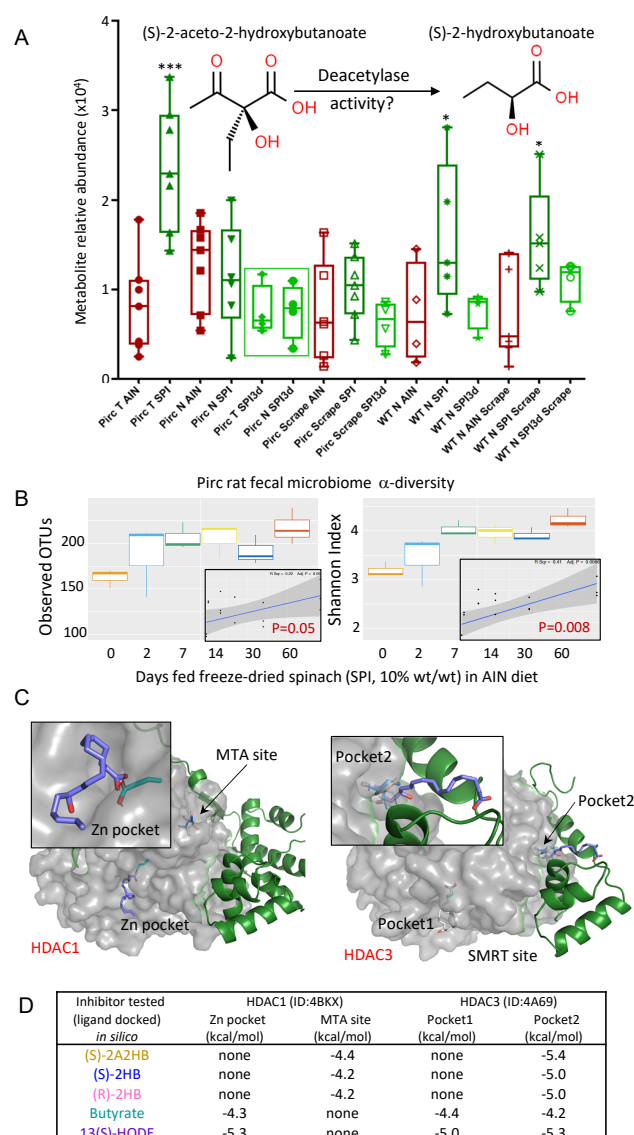 A
(S)-2-aceto-2-hydroxybutanoate
(S)-2-hydroxybutanoate
Deacetylase
activity?
O
O
OH
OH
O
OH
OH
***
*
*
Metabolite relative abundance (x10⁴)
4
3
2
1
0
Pirc T AIN
Pirc T SPI
Pirc N AIN
Pirc N SPI
Pirc T SPI3d
Pirc N SPI3d
Pirc Scrape AIN
Pirc Scrape SPI
Pirc Scrape SPI3d
WT N AIN
WT N SPI
WT N SPI3d
WT N AIN Scrape
WT N SPI Scrape
WT N SPI3d Scrape
B
Pirc rat fecal microbiome α-diversity
Observed OTUs
200
150
100
P=0.05
0 2 7 14 30 60
Shannon Index
4
3
2
R Sqr = 0.41
P=0.008
0 2 7 14 30 60
Days fed freeze-dried spinach (SPI, 10% wt/wt) in AIN diet
C
Zn pocket
MTA site
Zn pocket
HDAC1
Pocket2
Pocket2
Pocket1
HDAC3
SMRT site
D
Inhibitor tested HDAC1 (ID:4BKX) HDAC3 (ID:4A69)
(ligand docked) Zn pocket MTA site Pocket1 Pocket2
in silico (kcal/mol) (kcal/mol) (kcal/mol) (kcal/mol)
(S)-2A2HB none -4.4 none -5.4
(S)-2HB none -4.2 none -5.0
(R)-2HB none -4.2 none -5.0
Butyrate -4.3 none -4.4 -4.2
13(S)-HODE -5.3 none -5.0 -5.3